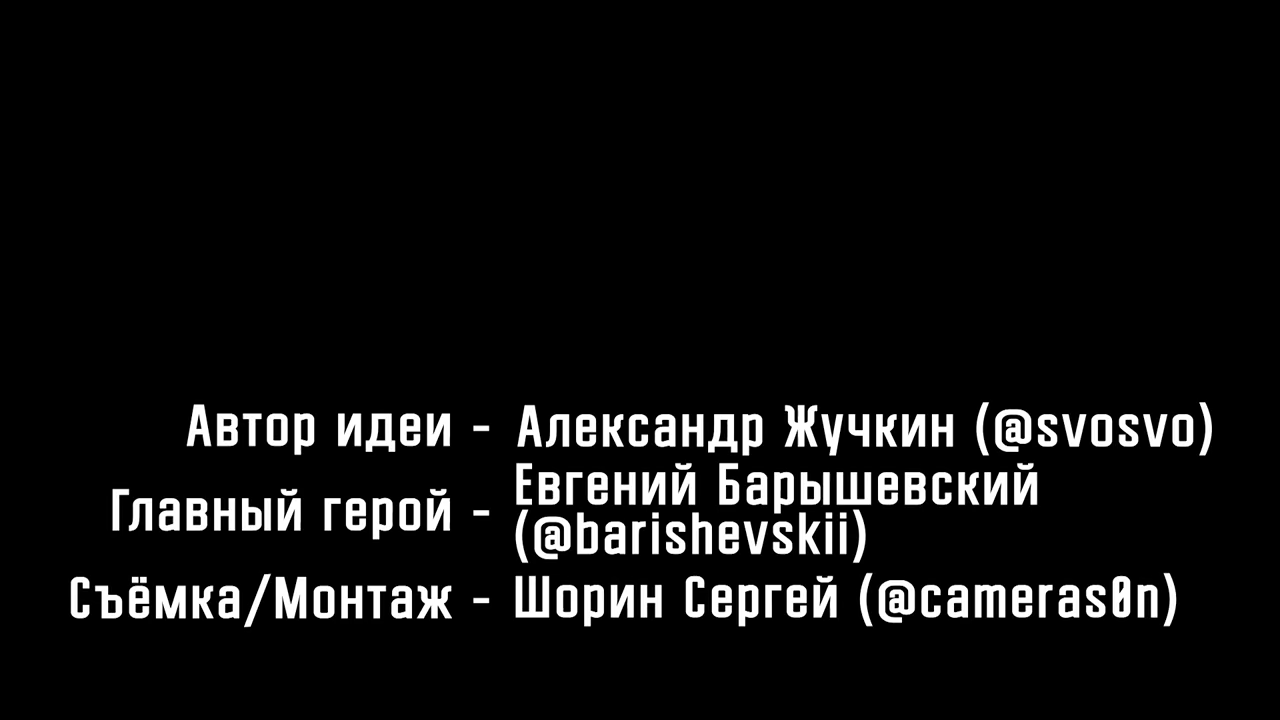 Автор идеи - Александр Жучкин (@svosvo)
Главный герой - Евгений Барышевский
(@barishevskii)
Съёмка/Монтаж - Шорин Сергей (@cameras0n)